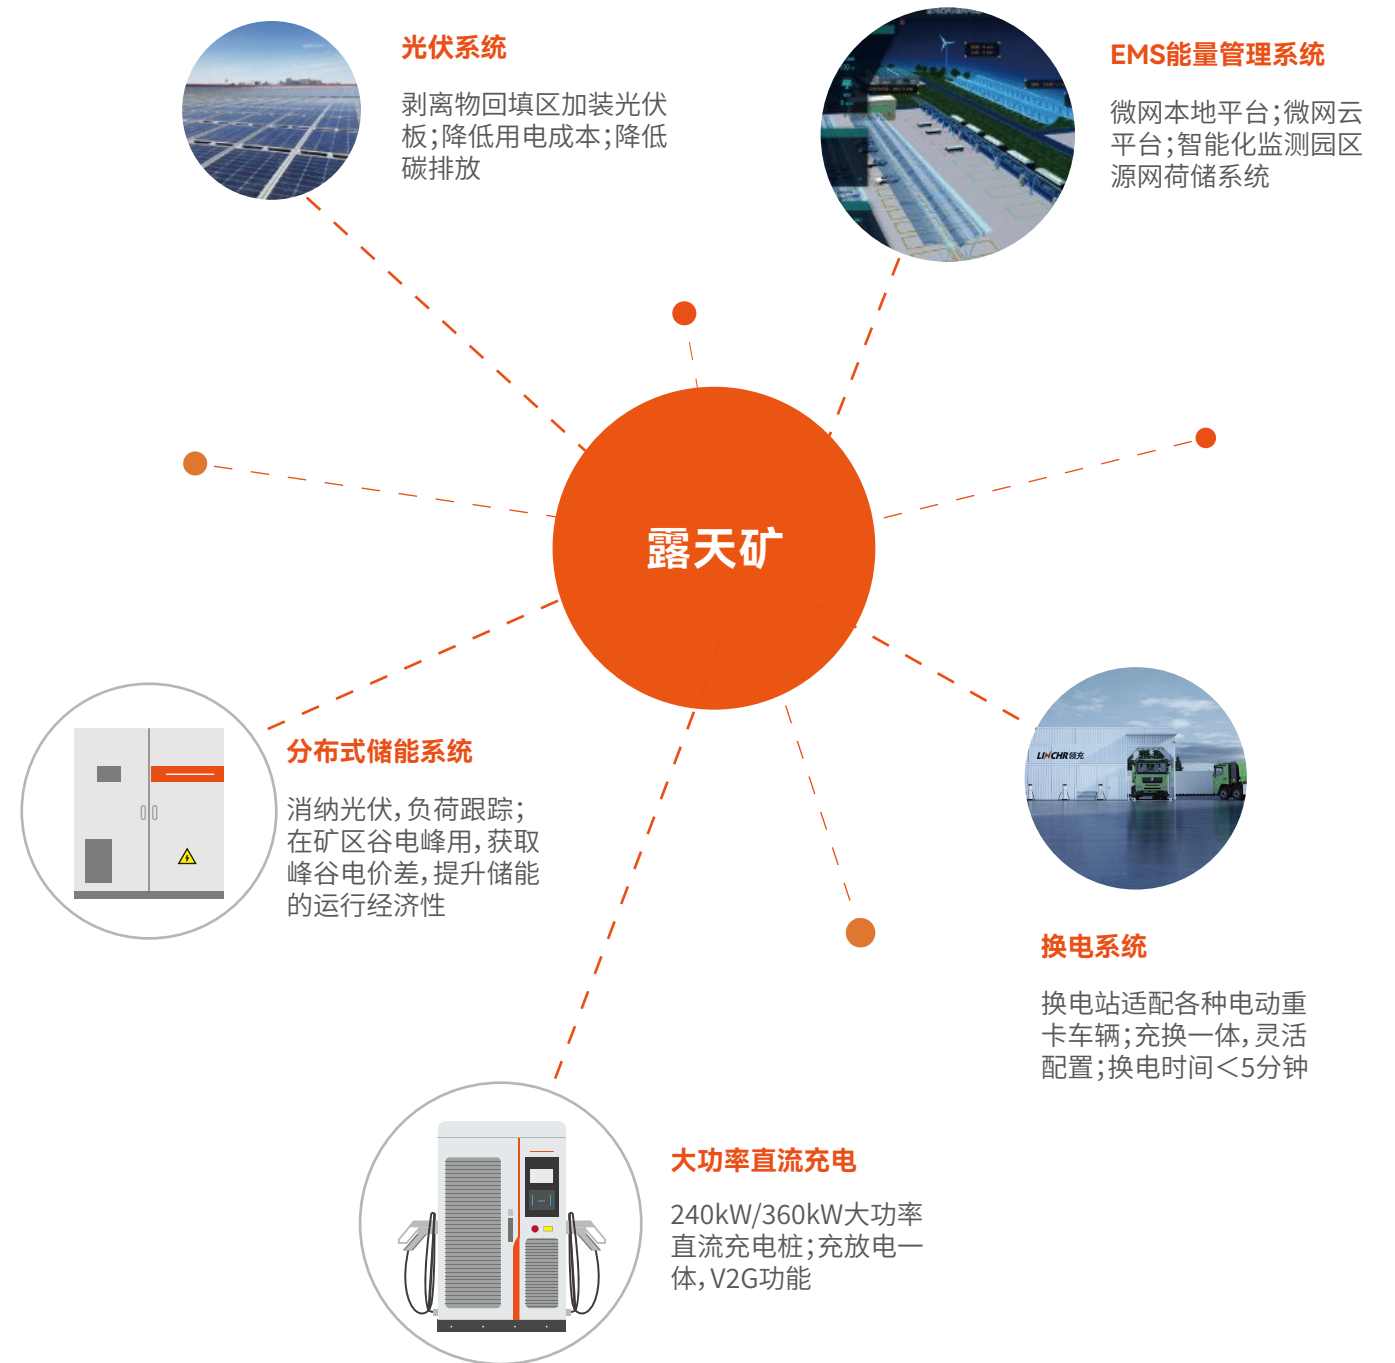 光伏系统
剥离物回填区加装光伏
板；降低用电成本；降低
碳排放
EMS能量管理系统
微网本地平台；微网云
平台；智能化监测园区
源网荷储系统
露天矿
分布式储能系统
消纳光伏，负荷跟踪；
在矿区谷电峰用，获取
峰谷电价差，提升储能
的运行经济性
LINCHR领充
换电系统
换电站适配各种电动重
卡车辆；充换一体，灵活
配置；换电时间＜5分钟
大功率直流充电
240kW/360kW大功率
直流充电桩；充放电一
体，V2G功能